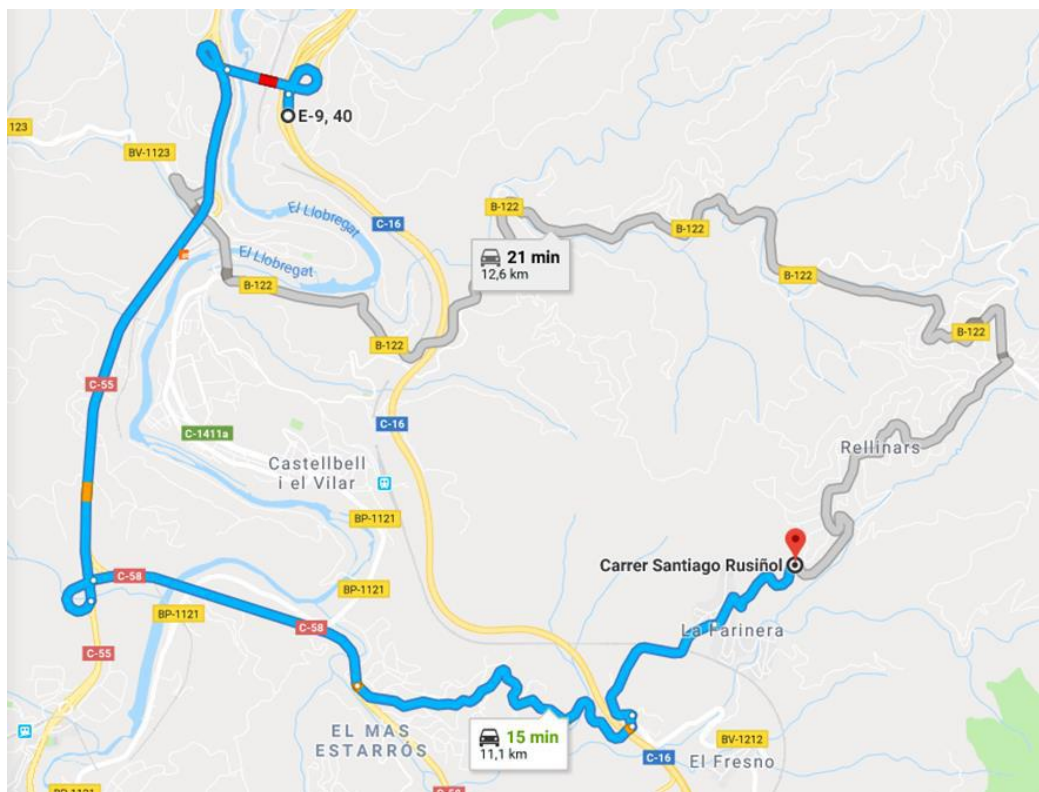 E-9, 40
123
BV-1123
El Llobregat
C-16
B-122
B-122
El Llobregat
B-122
21 min
12,6 km
B-122
B-122
B-122
C-55
C-16
C-1411a
Rellinars
Castellbell
i el Vilar
BP-1121
Carrer Santiago Rusiñol
C-58
BP-1121
BP-1121
C-58
La Farinera
C-55
EL MAS
ESTARRÓS
15 min
11,1 km
BV-1212
C-16
El Fresno
C-58